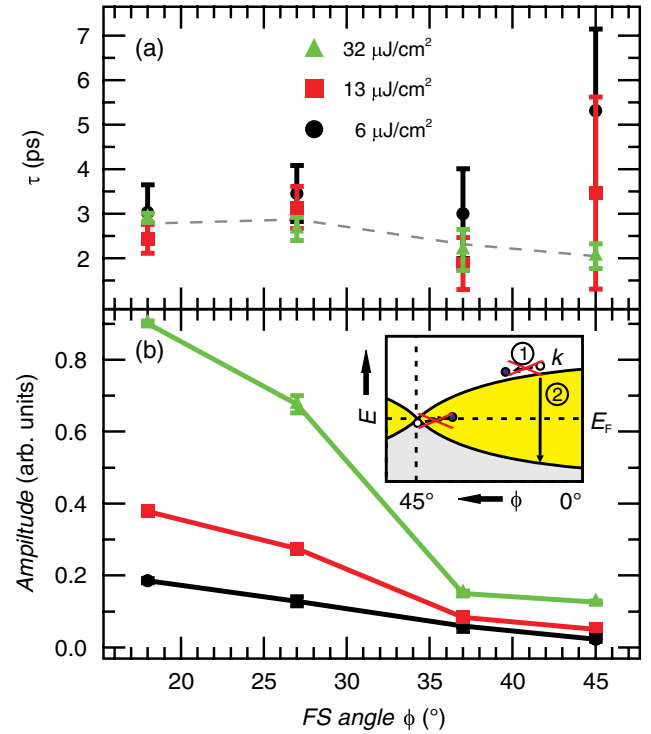 7
6
5
4
3
2
τ (ps)
(a)
32 μJ/cm²
13 μJ/cm²
6 μJ/cm²
0.8
0.6
0.4
0.2
0.0
Ampiltude (arb. units)
(b)
1
k
2
E
E_F
45°
ϕ
0°
20
25
30
35
40
45
FS angle ϕ (°)